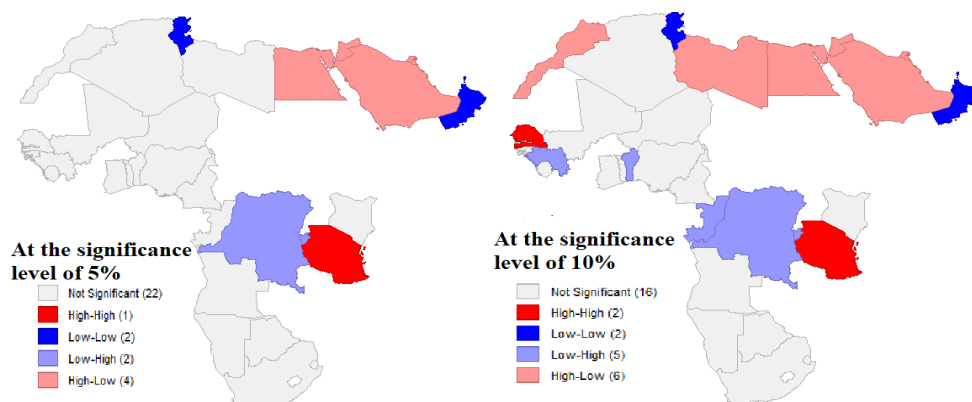 At the significance
level of 5%
Not Significant (22)
High-High (1)
Low-Low (2)
Low-High (2)
High-Low (4)
At the significance
level of 10%
Not Significant (16)
High-High (2)
Low-Low (2)
Low-High (5)
High-Low (6)